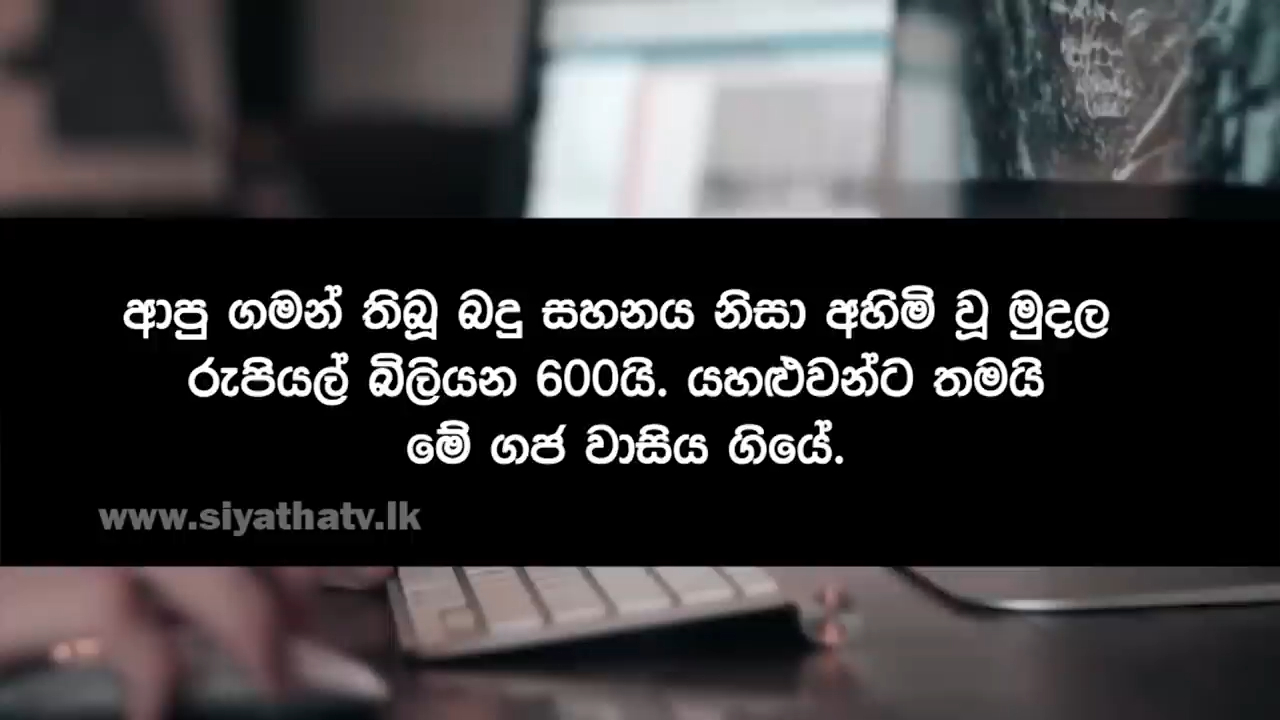 ආපු ගමන් තිබූ බදු සහනය නිසා අහිමි වූ මුදල
රුපියල් බිලියන 600යි. යහළුවන්ට තමයි
මේ ගජ වාසිය ගියේ.
www.siyathatv.lk